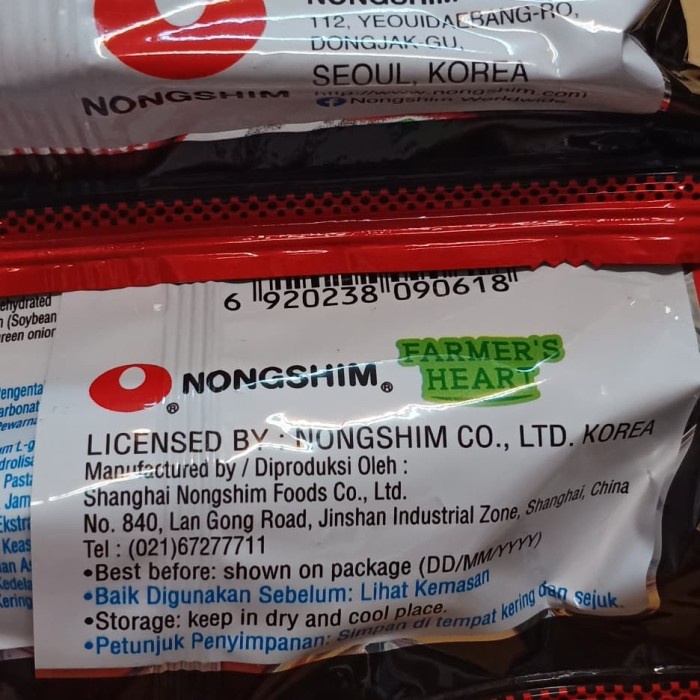 112, YEOUIDAEBANG-RO,
DONGJAK-GU,
SEOUL, KOREA
http://www.nongshim.com
Nongshim Worldwide
NONGSHIM
6 920238 090618
NONGSHIM®
®
FARMER'S
HEART
LICENSED BY : NONGSHIM CO., LTD. KOREA
Manufactured by / Diproduksi Oleh :
Shanghai Nongshim Foods Co., Ltd.
No. 840, Lan Gong Road, Jinshan Industrial Zone, Shanghai, China
Tel : (021)67277711
•Best before: shown on package (DD/MM/YYYY)
•Baik Digunakan Sebelum: Lihat Kemasan
•Storage: keep in dry and cool place.
•Petunjuk Penyimpanan: Simpan di tempat kering dan sejuk.
(Soybean